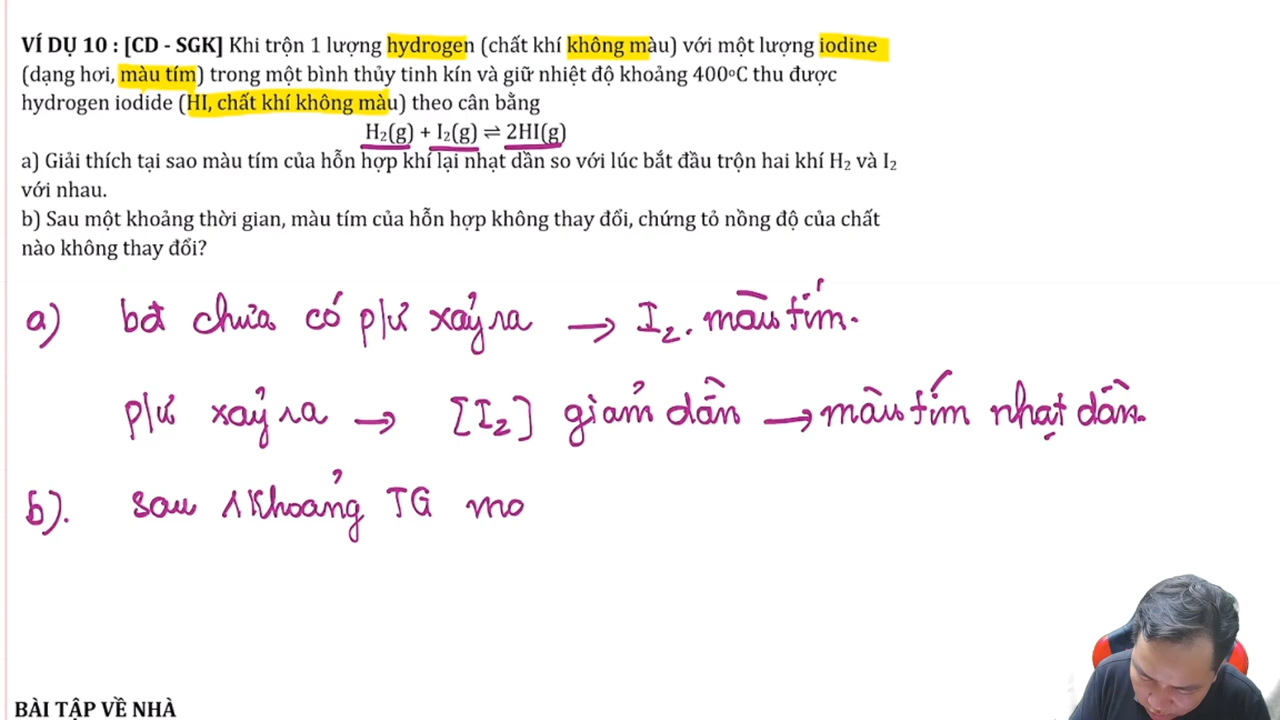 VÍ DỤ 10 : [CD - SGK] Khi trộn 1 lượng hydrogen (chất khí không màu) với một lượng iodine
(dạng hơi, màu tím) trong một bình thủy tinh kín và giữ nhiệt độ khoảng 400°C thu được
hydrogen iodide (HI, chất khí không màu) theo cân bằng
H₂(g) + I₂(g) ⇌ 2HI(g)
a) Giải thích tại sao màu tím của hỗn hợp khí lại nhạt dần so với lúc bắt đầu trộn hai khí H₂ và I₂
với nhau.
b) Sau một khoảng thời gian, màu tím của hỗn hợp không thay đổi, chứng tỏ nồng độ của chất
nào không thay đổi?
a) bđ chưa có p/ư xảy ra → I₂. màu tím.
p/ư xảy ra → [I₂] giảm dần → màu tím nhạt dần.
b). sau 1 khoảng TG mo
BÀI TẬP VỀ NHÀ